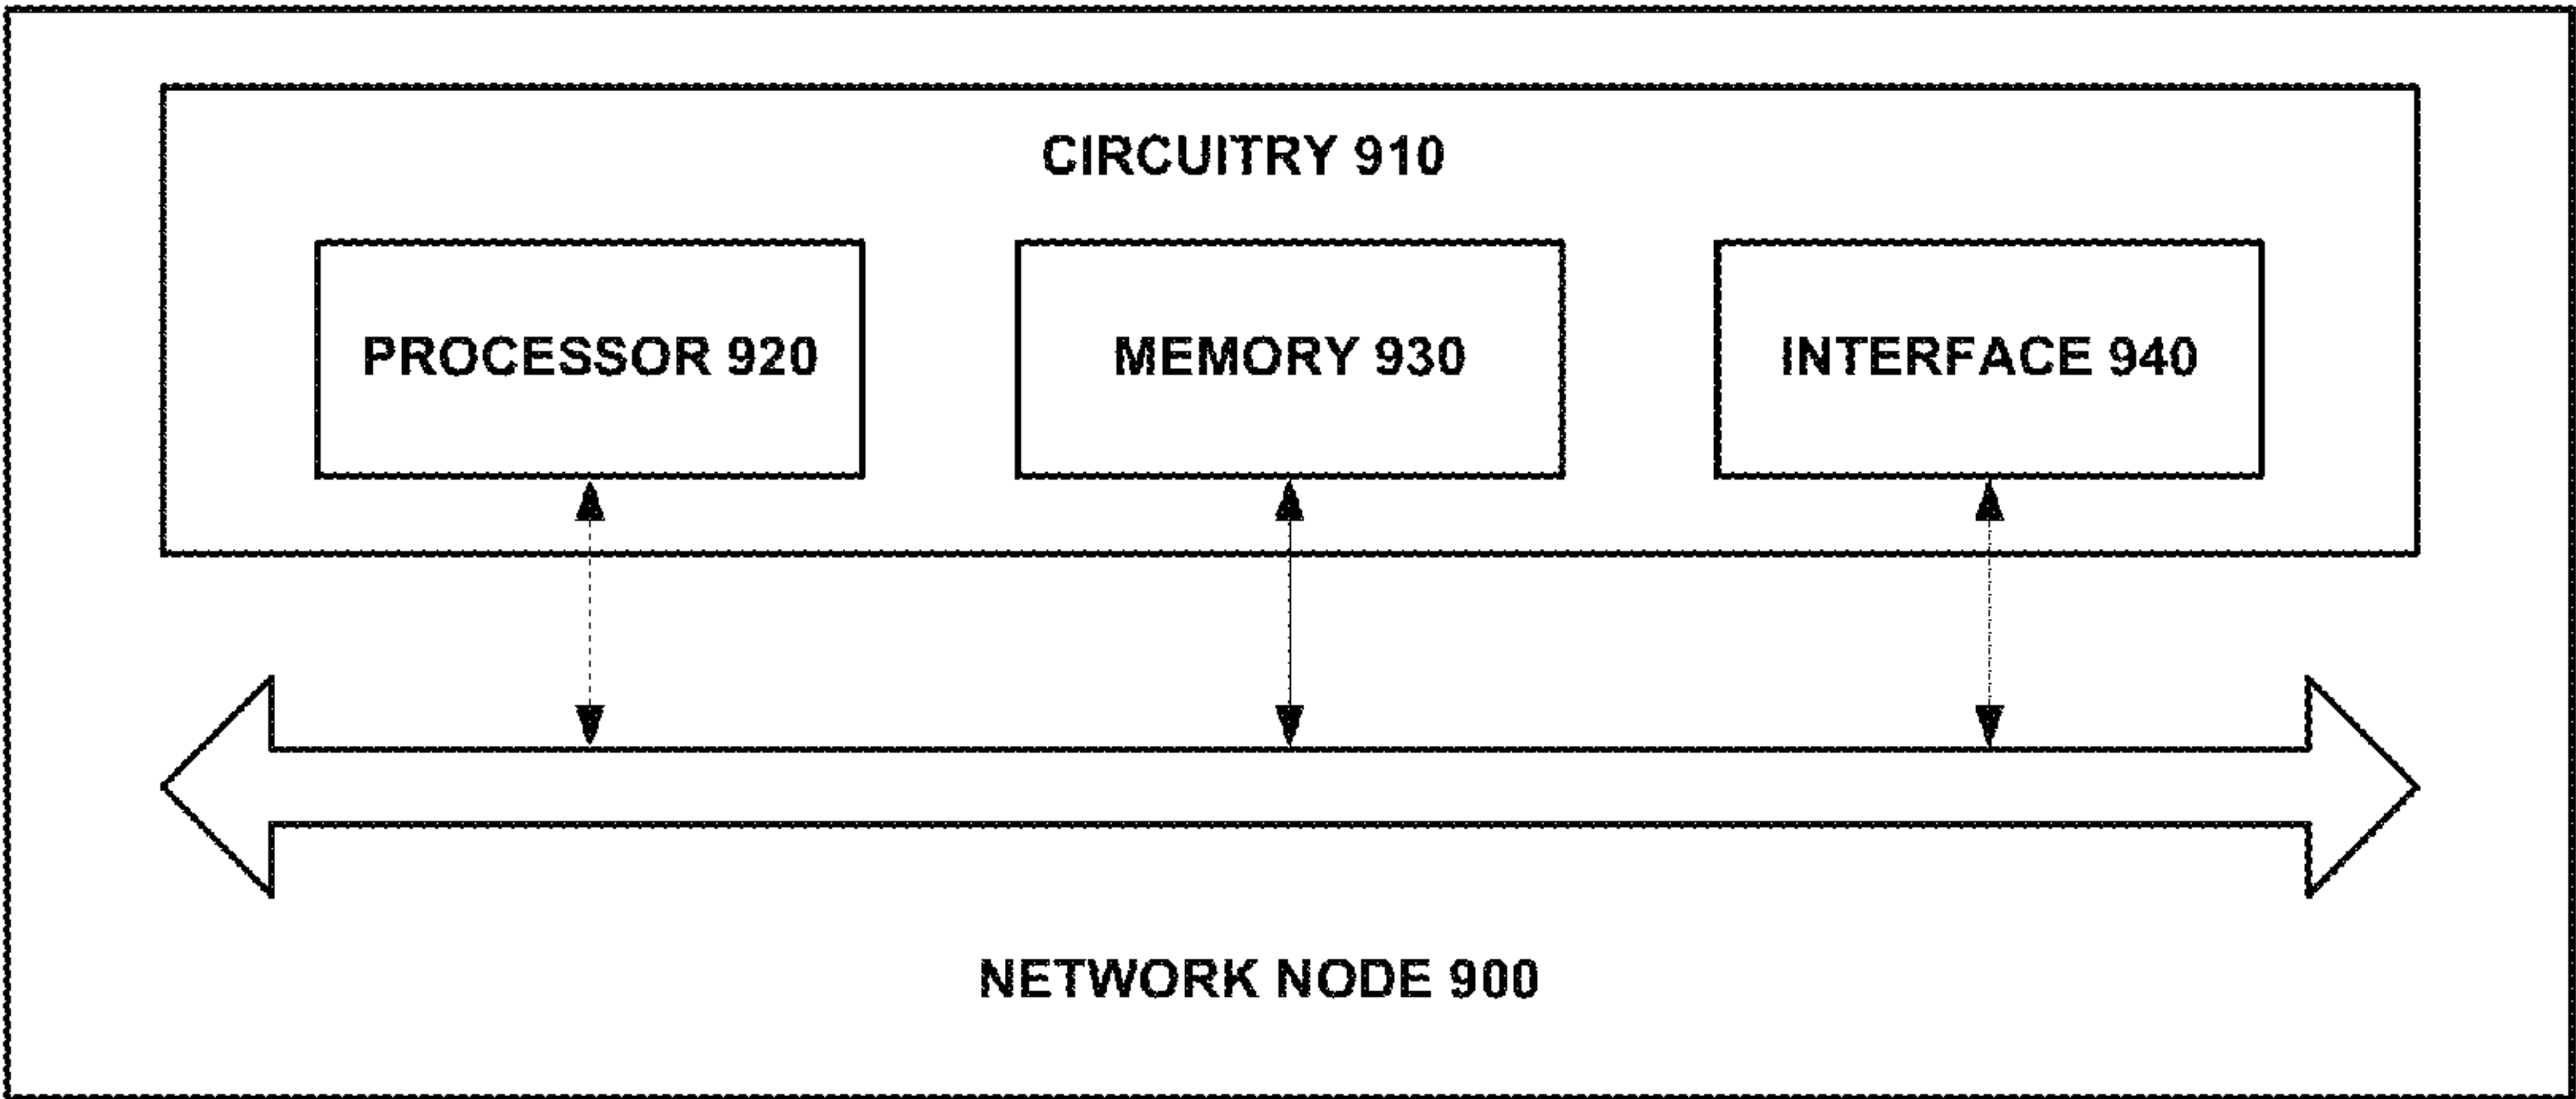 CIRCUITRY 910
PROCESSOR 920
MEMORY 930
INTERFACE 940
NETWORK NODE 900